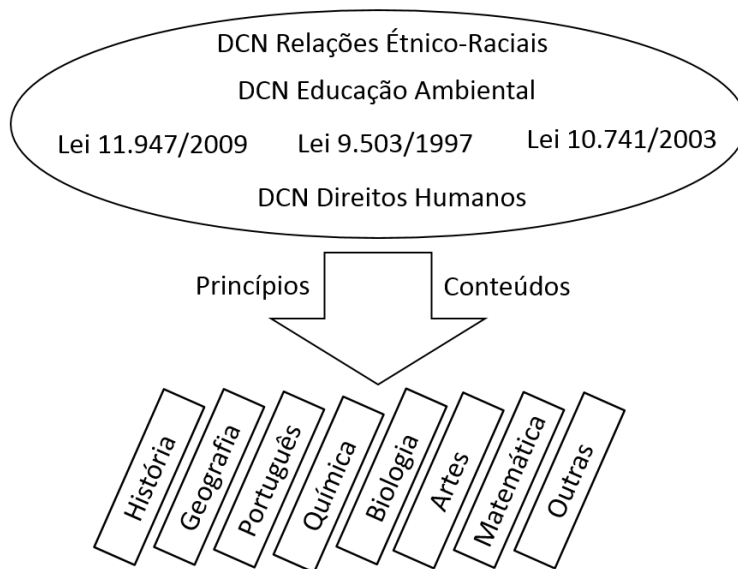 DCN Relações Étnico-Raciais
DCN Educação Ambiental
Lei 11.947/2009 Lei 9.503/1997 Lei 10.741/2003
DCN Direitos Humanos
Princípios Conteúdos
História
Geografia
Português
Química
Biologia
Artes
Matemática
Outras